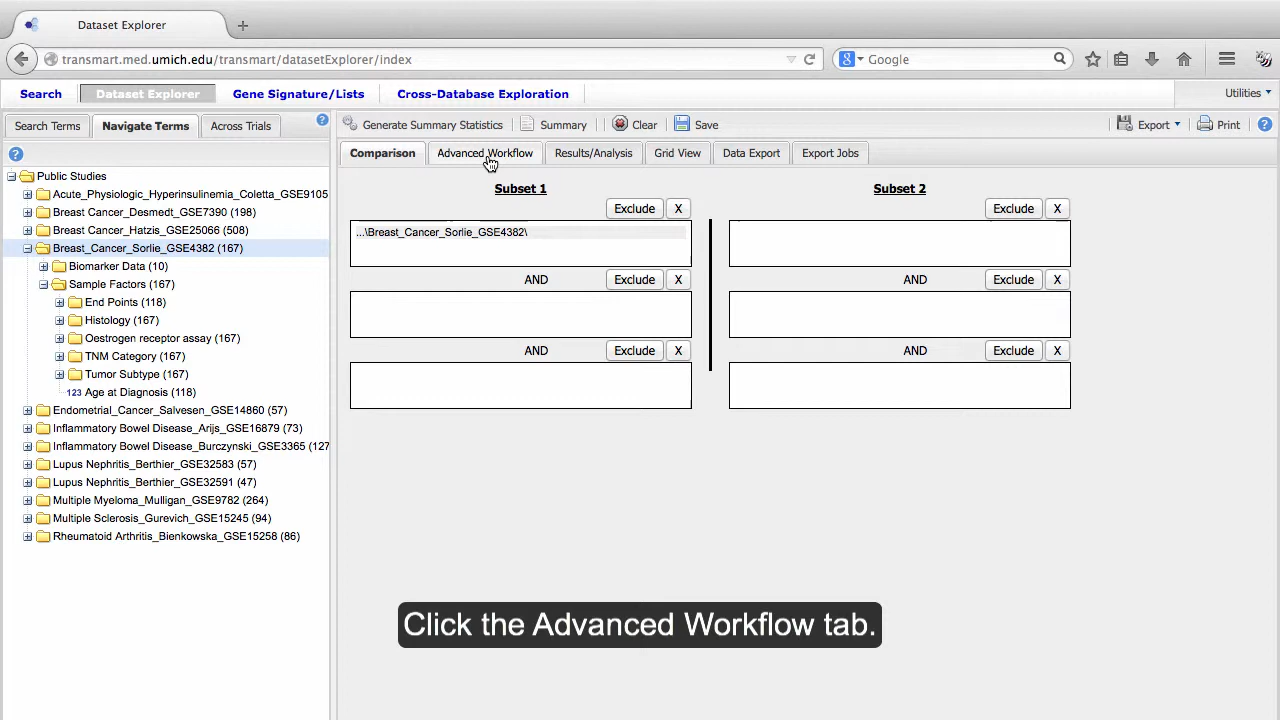 Dataset Explorer
transmart.med.umich.edu/transmart/datasetExplorer/index
Google
Search Dataset Explorer Gene Signature/Lists Cross-Database Exploration Utilities
Search Terms Navigate Terms Across Trials
Generate Summary Statistics Summary Clear Save Export Print
Comparison Advanced Workflow Results/Analysis Grid View Data Export Export Jobs
Public Studies
Acute_Physiologic_Hyperinsulinemia_Coletta_GSE9105
Breast Cancer_Desmedt_GSE7390 (198)
Breast Cancer_Hatzis_GSE25066 (508)
Breast_Cancer_Sorlie_GSE4382 (167)
Biomarker Data (10)
Sample Factors (167)
End Points (118)
Histology (167)
Oestrogen receptor assay (167)
TNM Category (167)
Tumor Subtype (167)
123 Age at Diagnosis (118)
Endometrial_Cancer_Salvesen_GSE14860 (57)
Inflammatory Bowel Disease_Arijs_GSE16879 (73)
Inflammatory Bowel Disease_Burczynski_GSE3365 (127
Lupus Nephritis_Berthier_GSE32583 (57)
Lupus Nephritis_Berthier_GSE32591 (47)
Multiple Myeloma_Mulligan_GSE9782 (264)
Multiple Sclerosis_Gurevich_GSE15245 (94)
Rheumatoid Arthritis_Bienkowska_GSE15258 (86)
Subset 1
Exclude X
...\Breast_Cancer_Sorlie_GSE4382\
AND Exclude X
AND Exclude X
Subset 2
Exclude X
AND Exclude X
AND Exclude X
Click the Advanced Workflow tab.